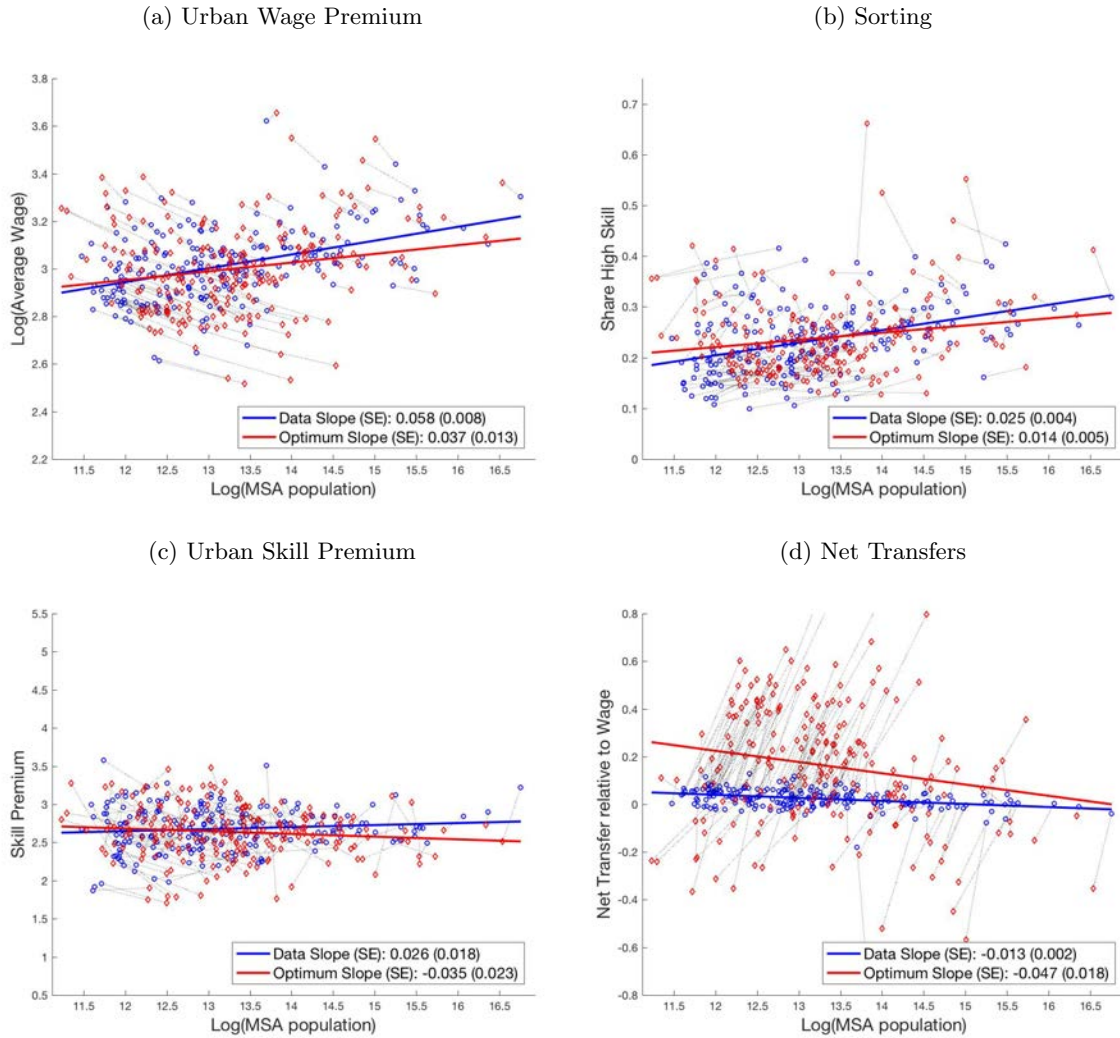 (a) Urban Wage Premium
3.8
3.6
3.4
3.2
3
2.8
2.6
2.4
2.2
Log(Average Wage)
Data Slope (SE): 0.058 (0.008)
Optimum Slope (SE): 0.037 (0.013)
11.5 12 12.5 13 13.5 14 14.5 15 15.5 16 16.5
Log(MSA population)
(b) Sorting
0.7
0.6
0.5
0.4
0.3
0.2
0.1
0
Share High Skill
Data Slope (SE): 0.025 (0.004)
Optimum Slope (SE): 0.014 (0.005)
11.5 12 12.5 13 13.5 14 14.5 15 15.5 16 16.5
Log(MSA population)
(c) Urban Skill Premium
5.5
5
4.5
4
3.5
3
2.5
2
1.5
1
0.5
Skill Premium
Data Slope (SE): 0.026 (0.018)
Optimum Slope (SE): -0.035 (0.023)
11.5 12 12.5 13 13.5 14 14.5 15 15.5 16 16.5
Log(MSA population)
(d) Net Transfers
0.8
0.6
0.4
0.2
0
-0.2
-0.4
-0.6
-0.8
Net Transfer relative to Wage
Data Slope (SE): -0.013 (0.002)
Optimum Slope (SE): -0.047 (0.018)
11.5 12 12.5 13 13.5 14 14.5 15 15.5 16 16.5
Log(MSA population)